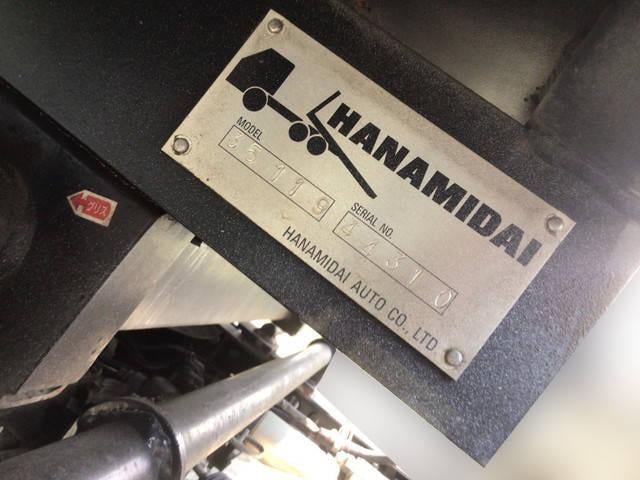 HANAMIDAI
MODEL
35119
SERIAL NO.
44310
HANAMIDAI AUTO CO., LTD.
グリス